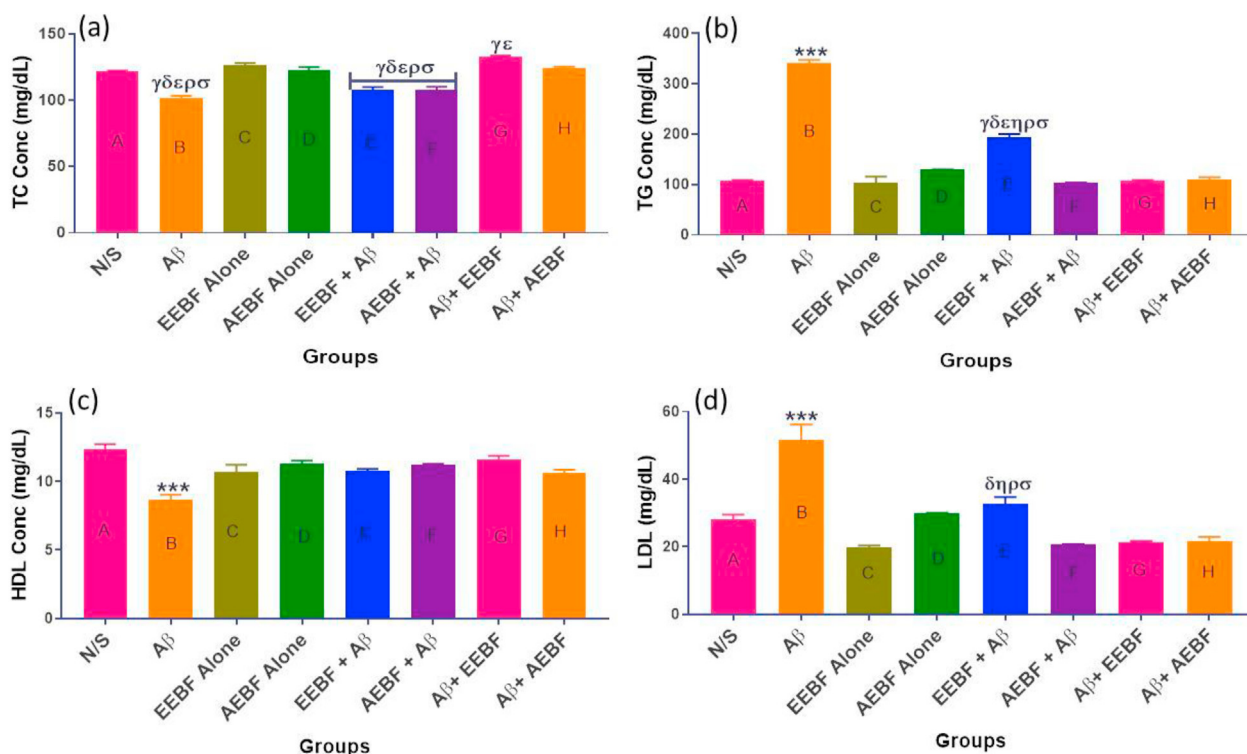 (a)
TC Conc (mg/dL)
150
100
50
0
γδερσ
γδερσ
γε
A
B
C
D
E
F
G
H
N/S
Aβ
EEBF Alone
AEBF Alone
EEBF + Aβ
AEBF + Aβ
Aβ+ EEBF
Aβ+ AEBF
Groups
(b)
TG Conc (mg/dL)
400
300
200
100
0
***
γδεηρσ
A
B
C
D
E
F
G
H
N/S
Aβ
EEBF Alone
AEBF Alone
EEBF + Aβ
AEBF + Aβ
Aβ+ EEBF
Aβ+ AEBF
Groups
(c)
HDL Conc (mg/dL)
15
10
5
0
***
A
B
C
D
E
F
G
H
N/S
Aβ
EEBF Alone
AEBF Alone
EEBF + Aβ
AEBF + Aβ
Aβ+ EEBF
Aβ+ AEBF
Groups
(d)
LDL (mg/dL)
60
40
20
0
***
δηρσ
A
B
C
D
E
F
G
H
N/S
Aβ
EEBF Alone
AEBF Alone
EEBF + Aβ
AEBF + Aβ
Aβ+ EEBF
Aβ+ AEBF
Groups